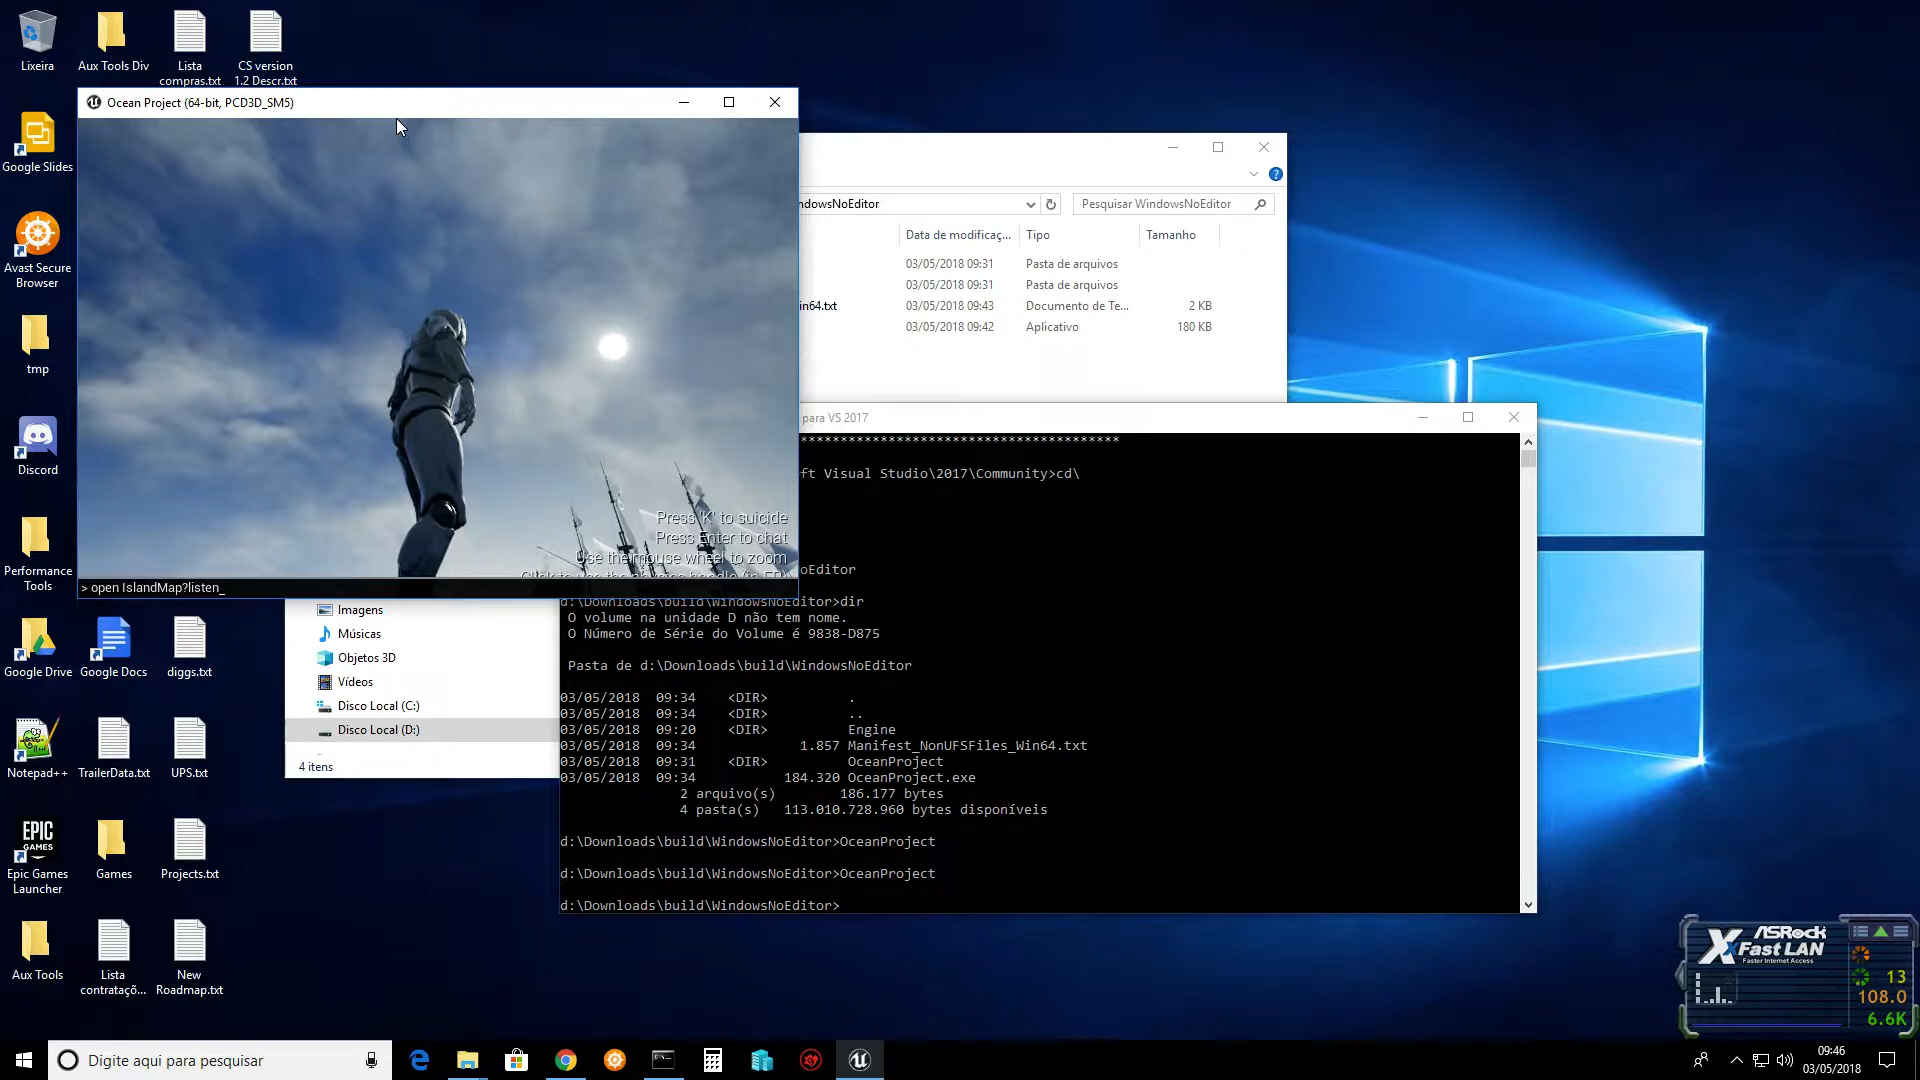 Lixeira
Aux Tools Div
Lista compras.txt
CS version 1.2 Descr.txt
Google Slides
Avast Secure Browser
tmp
Discord
Performance Tools
Google Drive
Google Docs
diggs.txt
Notepad++
TrailerData.txt
UPS.txt
EPIC GAMES
Epic Games Launcher
Games
Projects.txt
Aux Tools
Lista contrataçõ...
New Roadmap.txt
Ocean Project (64-bit, PCD3D_SM5)
Press 'K' to suicide
Press Enter to chat
Use the mouse wheel to zoom
> open IslandMap?listen_
ndowsNoEditor
Pesquisar WindowsNoEditor
Data de modificaç... Tipo Tamanho
03/05/2018 09:31 Pasta de arquivos
03/05/2018 09:31 Pasta de arquivos
in64.txt 03/05/2018 09:43 Documento de Te... 2 KB
03/05/2018 09:42 Aplicativo 180 KB
Imagens
Músicas
Objetos 3D
Vídeos
Disco Local (C:)
Disco Local (D:)
4 itens
para VS 2017
****************************************
ft Visual Studio\2017\Community>cd\
oEditor
d:\Downloads\build\WindowsNoEditor>dir
O volume na unidade D não tem nome.
O Número de Série do Volume é 9838-D875
Pasta de d:\Downloads\build\WindowsNoEditor
03/05/2018 09:34 <DIR> .
03/05/2018 09:34 <DIR> ..
03/05/2018 09:20 <DIR> Engine
03/05/2018 09:34 1.857 Manifest_NonUFSFiles_Win64.txt
03/05/2018 09:31 <DIR> OceanProject
03/05/2018 09:34 184.320 OceanProject.exe
2 arquivo(s) 186.177 bytes
4 pasta(s) 113.010.728.960 bytes disponíveis
d:\Downloads\build\WindowsNoEditor>OceanProject
d:\Downloads\build\WindowsNoEditor>OceanProject
d:\Downloads\build\WindowsNoEditor>
ASRock
XFast LAN
Faster Internet Access
13
108.0
6.6K
Digite aqui para pesquisar
09:46
03/05/2018